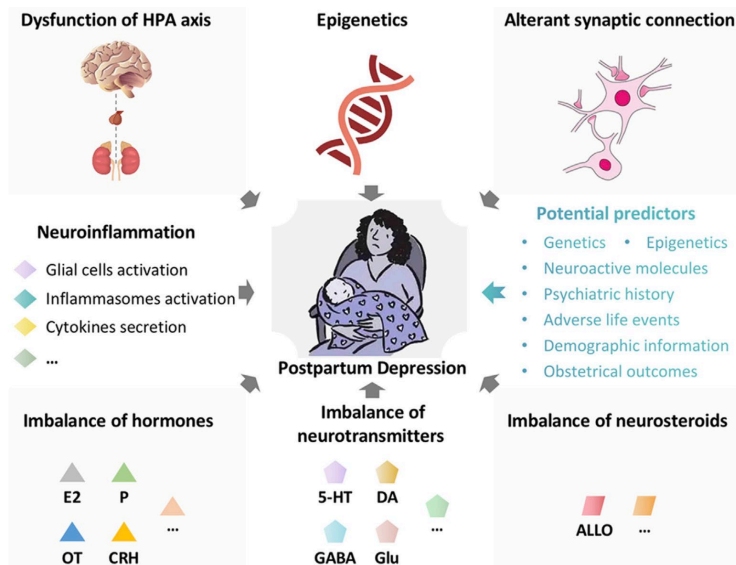 Dysfunction of HPA axis
Epigenetics
Alterant synaptic connection
Neuroinflammation
Glial cells activation
Inflammasomes activation
Cytokines secretion
...
Potential predictors
• Genetics • Epigenetics
• Neuroactive molecules
• Psychiatric history
• Adverse life events
• Demographic information
• Obstetrical outcomes
Postpartum Depression
Imbalance of hormones
E2 P
...
OT CRH
Imbalance of
neurotransmitters
5-HT DA
...
GABA Glu
Imbalance of neurosteroids
ALLO ...